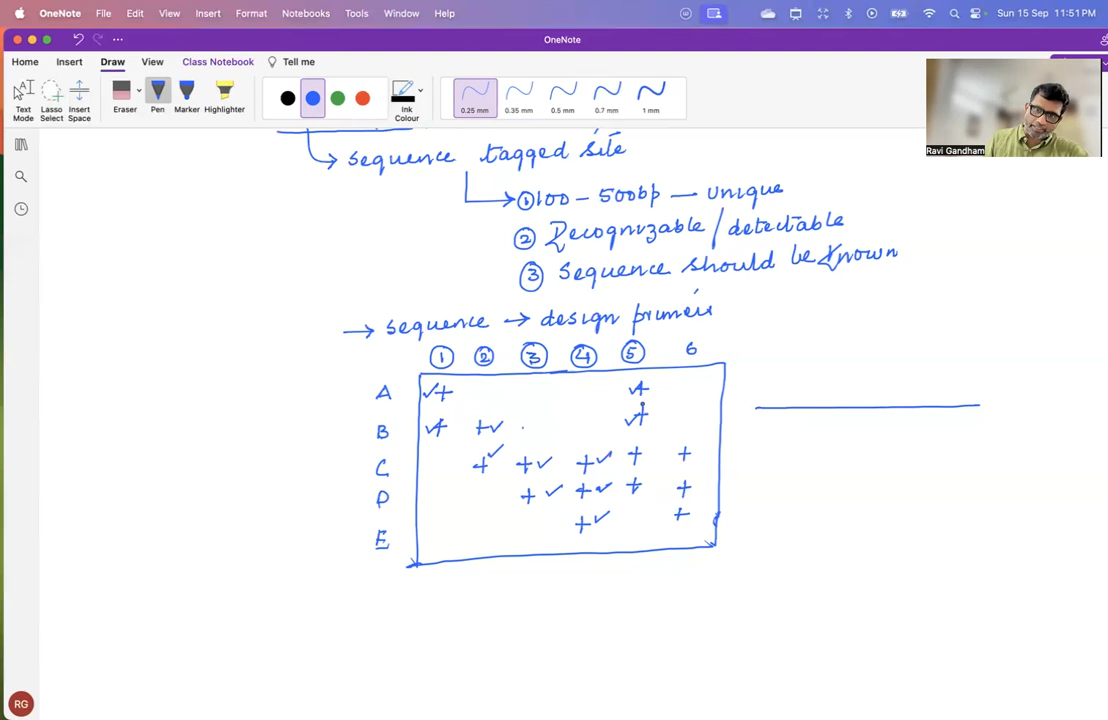 OneNote File Edit View Insert Format Notebooks Tools Window Help Sun 15 Sep 11:51 PM
OneNote
Home Insert Draw View Class Notebook Tell me
Text Mode Lasso Select Insert Space Eraser Pen Marker Highlighter Ink Colour 0.25 mm 0.35 mm 0.5 mm 0.7 mm 1 mm
Ravi Gandham
→ sequence tagged site
→ ① 100 - 500bp — unique
② Recognizable / detectable
③ Sequence should be known
→ sequence → design primers
① ② ③ ④ ⑤ 6
A ✓+ ✓+
B ✓+ +✓ ✓+
C +✓ +✓ +✓ + +
D +✓ +✓ + +
E +✓ +
RG